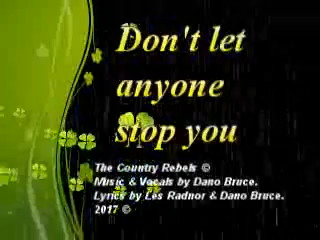 Don't let
anyone
stop you
The Country Rebels ©
Music & Vocals by Dano Bruce.
Lyrics by Les Radnor & Dano Bruce.
2017 ©